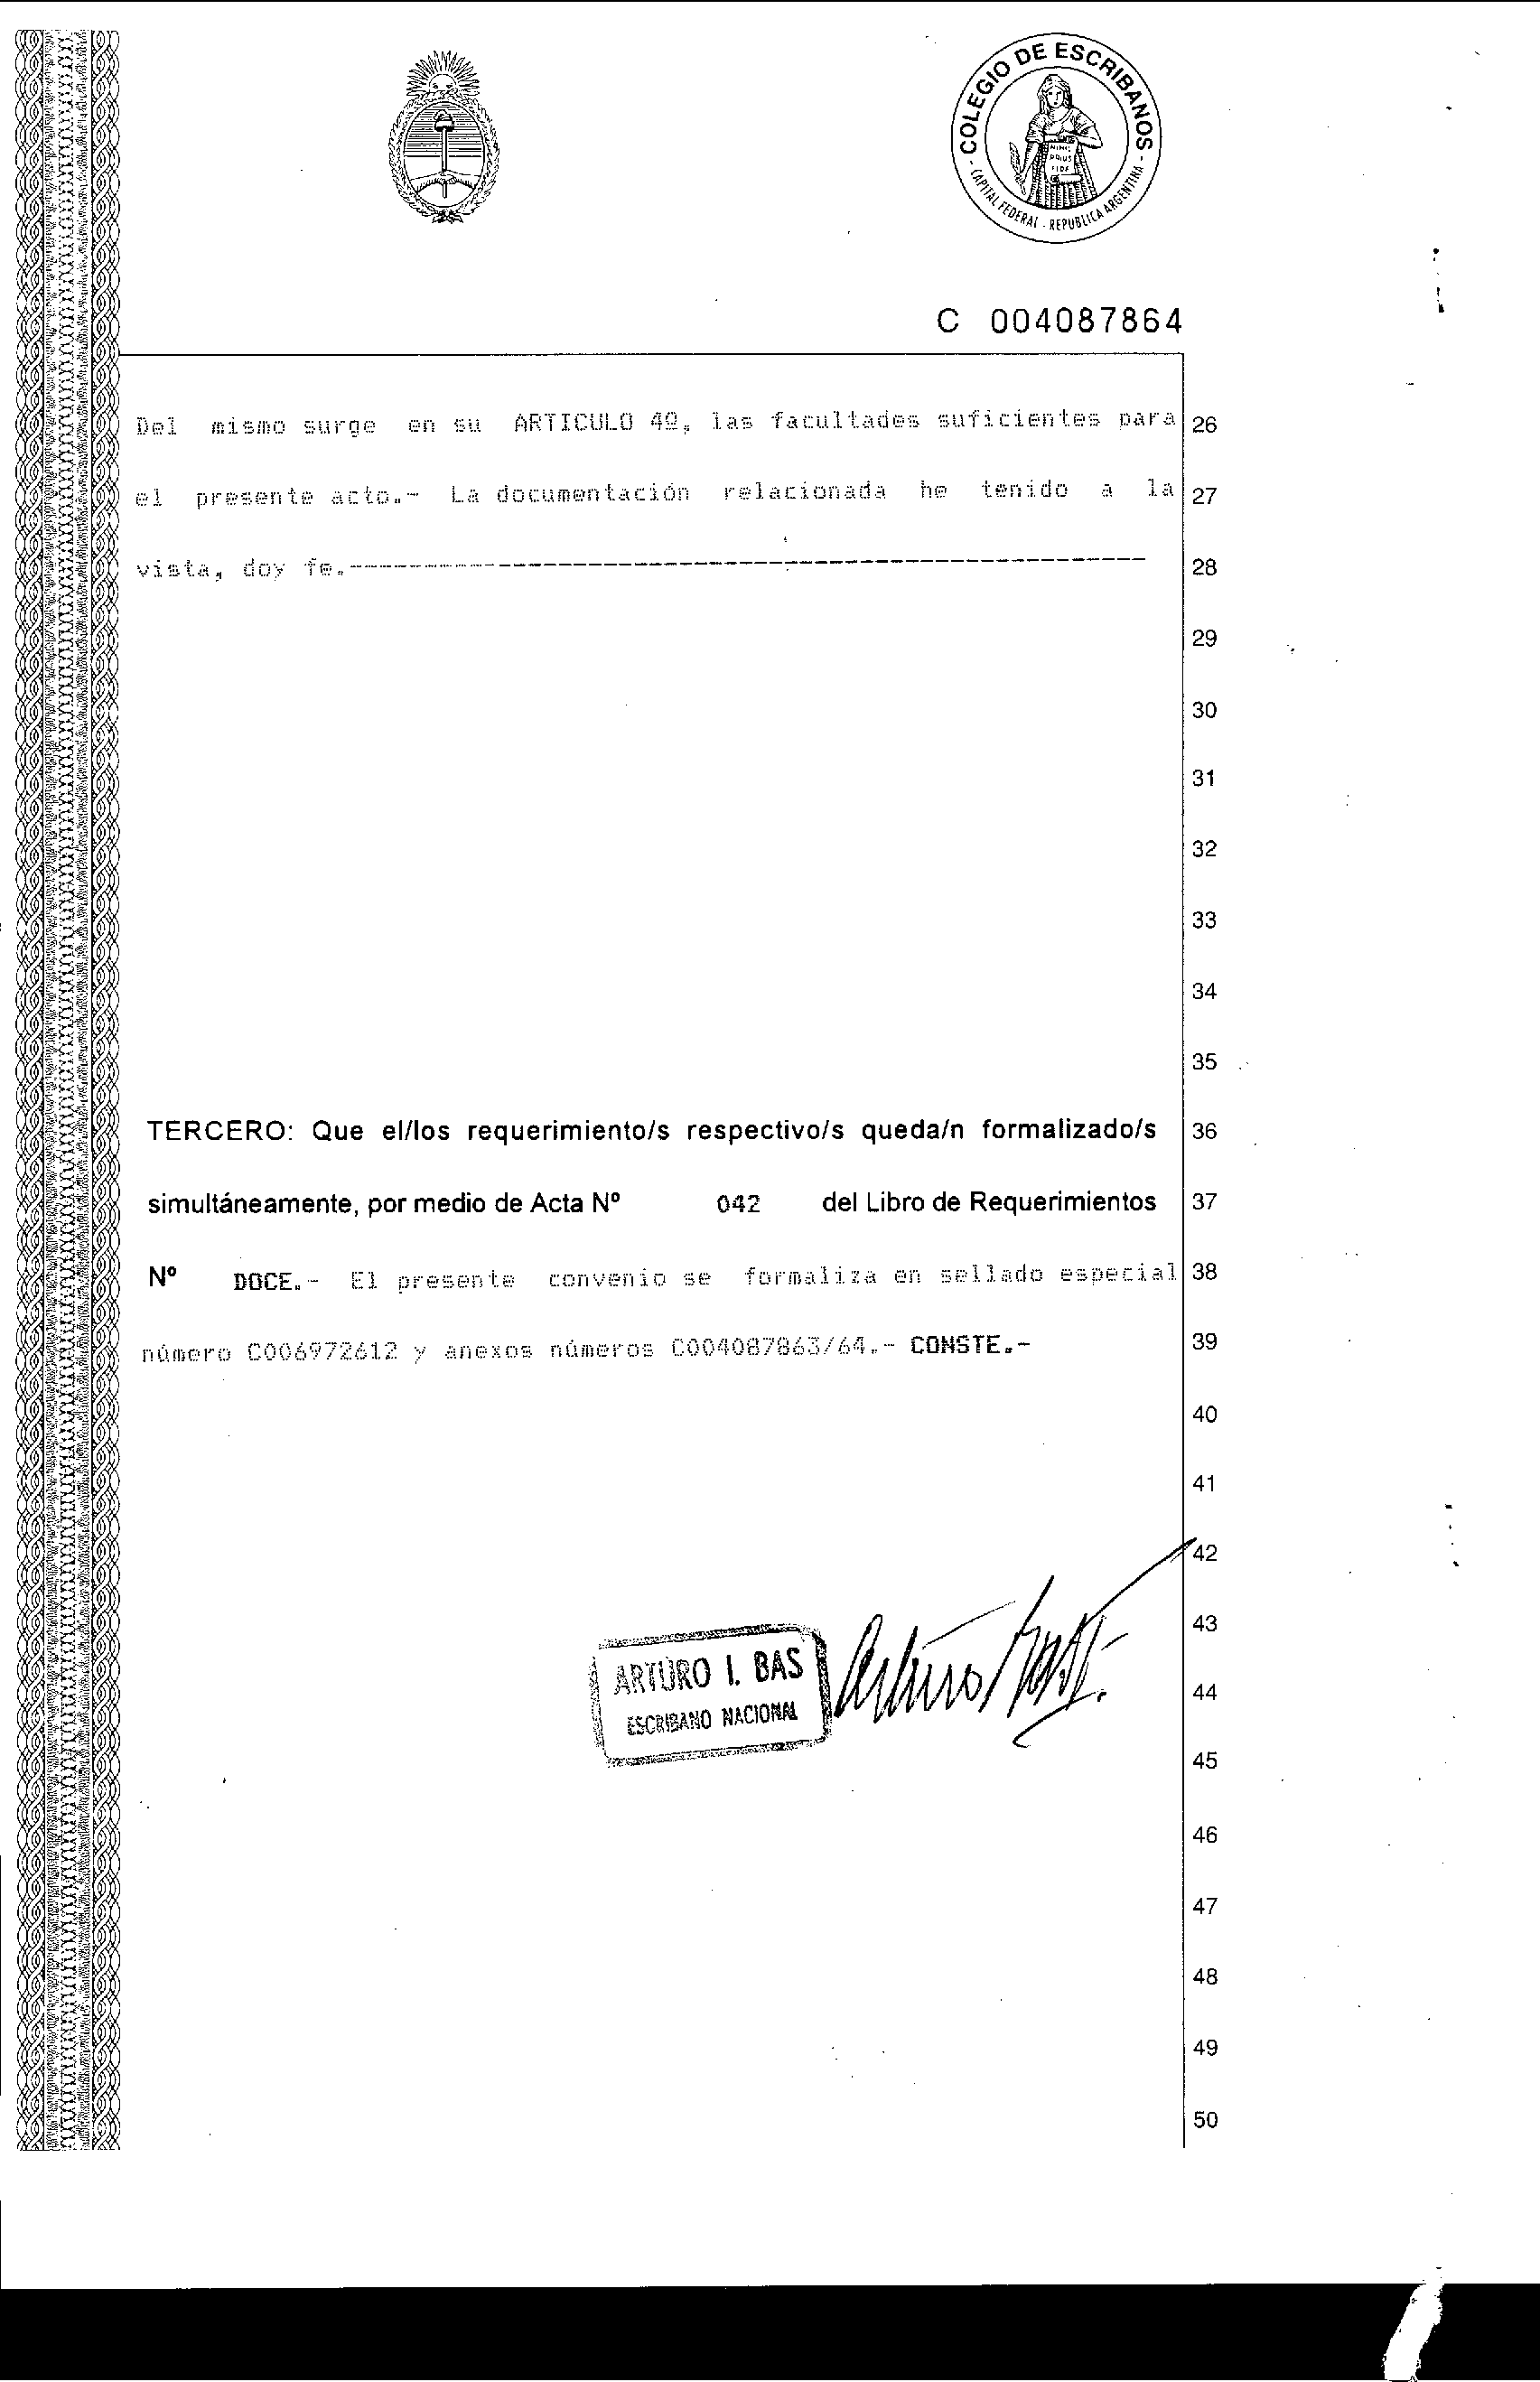 COLEGIO DE ESCRIBANOS
- CAPITAL FEDERAL - REPUBLICA ARGENTINA -
C 004087864
Del mismo surge en su ARTICULO 4º, las facultades suficientes para 26
el presente acto.- La documentación relacionada he tenido a la 27
vista, doy fe.------------------------------------------------------ 28
29
30
31
32
33
34
35
TERCERO: Que el/los requerimiento/s respectivo/s queda/n formalizado/s 36
simultáneamente, por medio de Acta Nº 042 del Libro de Requerimientos 37
Nº DOCE.- El presente convenio se formaliza en sellado especial 38
número C006972612 y anexos números C004087863/64.- CONSTE.- 39
40
41
42
43
ARTURO I. BAS
44
ESCRIBANO NACIONAL
45
46
47
48
49
50